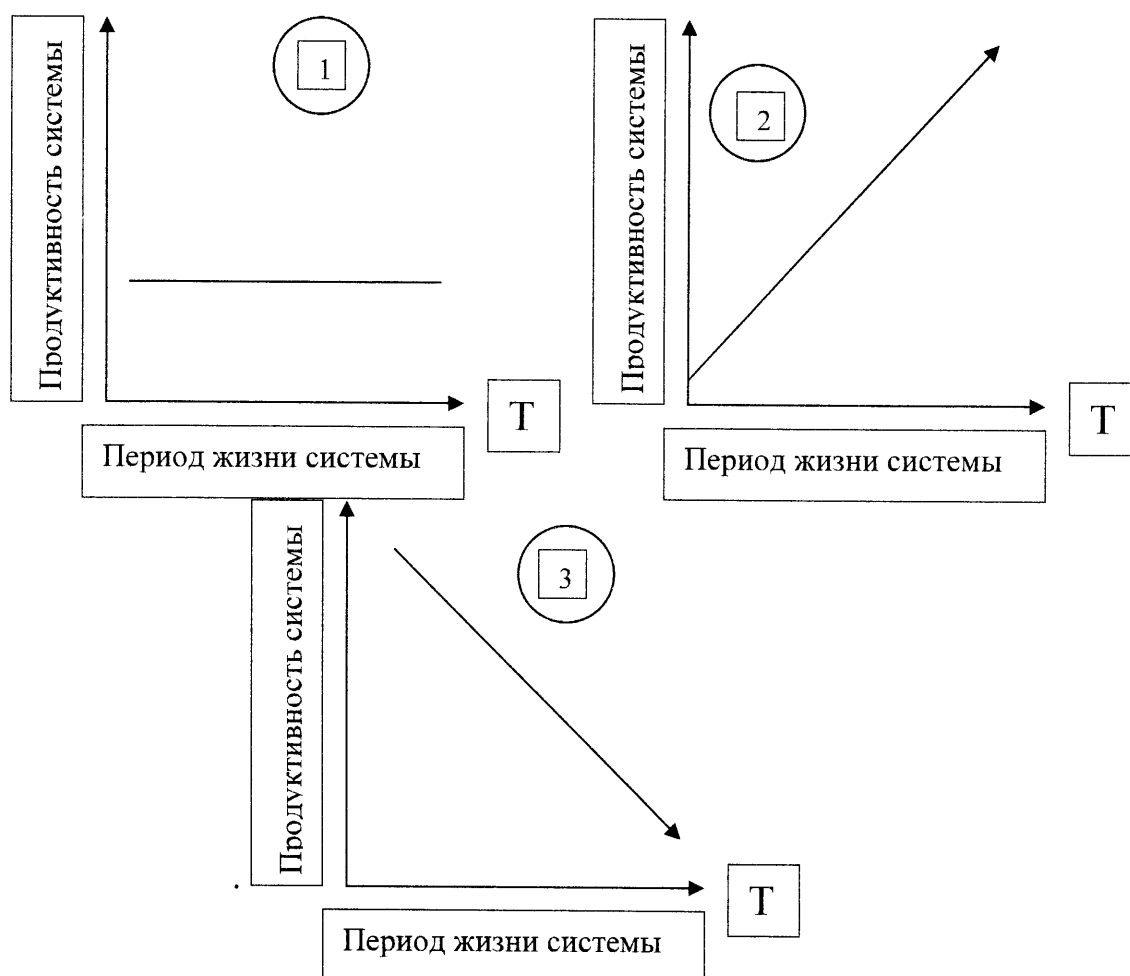 Продуктивность системы
1
Т
Период жизни системы
Продуктивность системы
2
Т
Период жизни системы
Продуктивность системы
3
Т
Период жизни системы